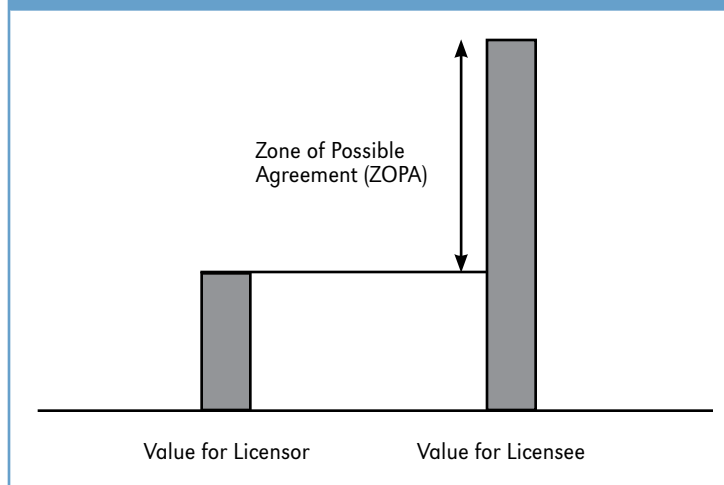 Zone of Possible
Agreement (ZOPA)
Value for Licensor
Value for Licensee